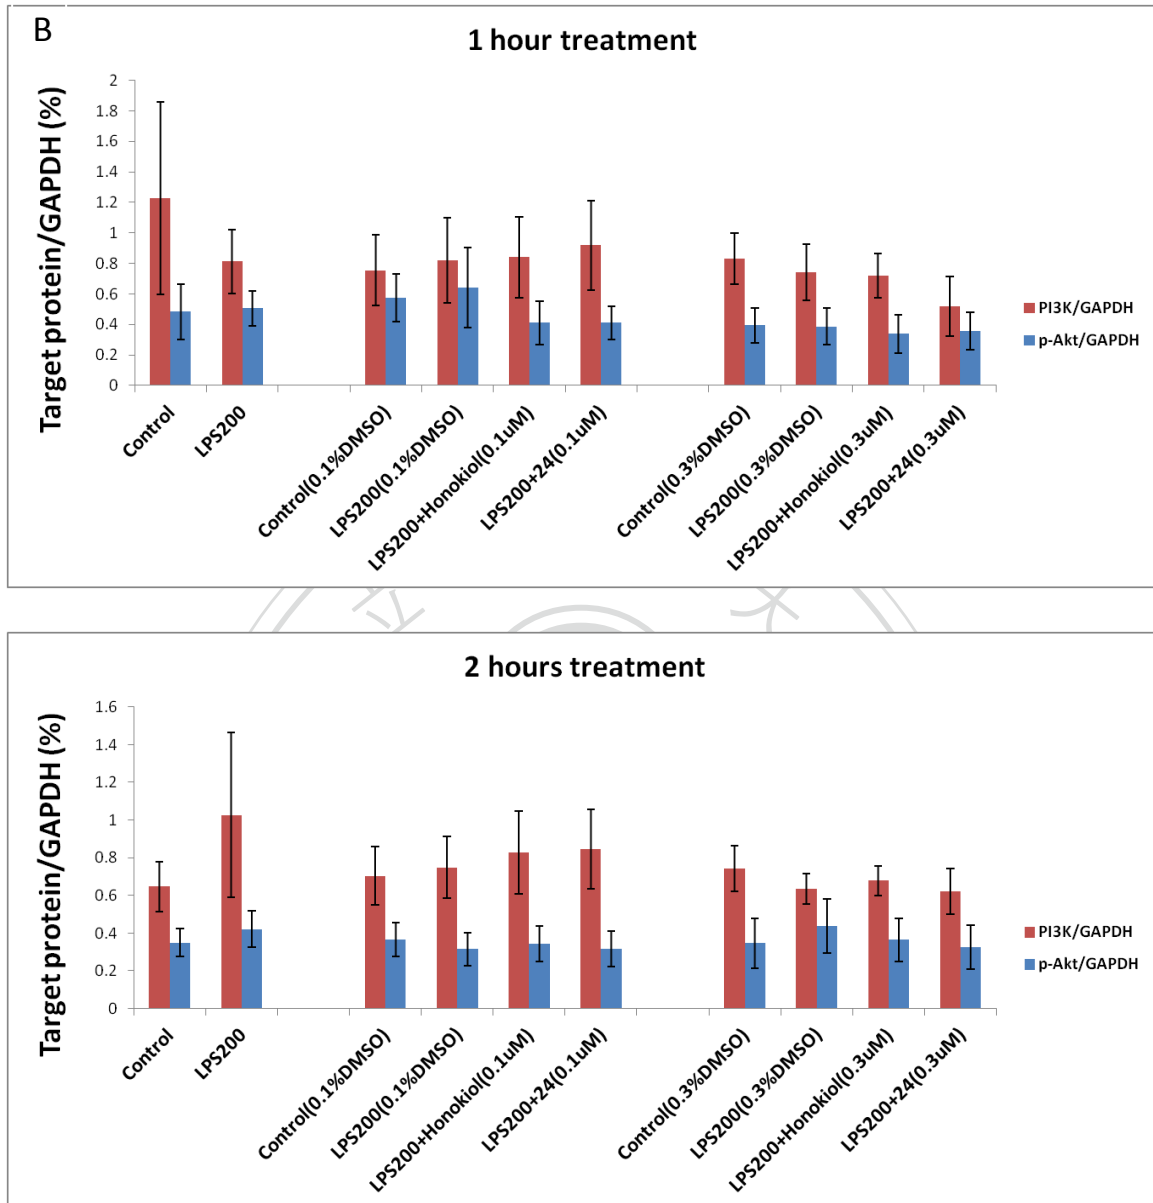 B
1 hour treatment
Target protein/GAPDH (%)
2
1.8
1.6
1.4
1.2
1
0.8
0.6
0.4
0.2
0
Control
LPS200
Control(0.1%DMSO)
LPS200(0.1%DMSO)
LPS200+Honokiol(0.1uM)
LPS200+24(0.1uM)
Control(0.3%DMSO)
LPS200(0.3%DMSO)
LPS200+Honokiol(0.3uM)
LPS200+24(0.3uM)
PI3K/GAPDH
p-Akt/GAPDH
立
大
2 hours treatment
Target protein/GAPDH (%)
1.6
1.4
1.2
1
0.8
0.6
0.4
0.2
0
Control
LPS200
Control(0.1%DMSO)
LPS200(0.1%DMSO)
LPS200+Honokiol(0.1uM)
LPS200+24(0.1uM)
Control(0.3%DMSO)
LPS200(0.3%DMSO)
LPS200+Honokiol(0.3uM)
LPS200+24(0.3uM)
PI3K/GAPDH
p-Akt/GAPDH